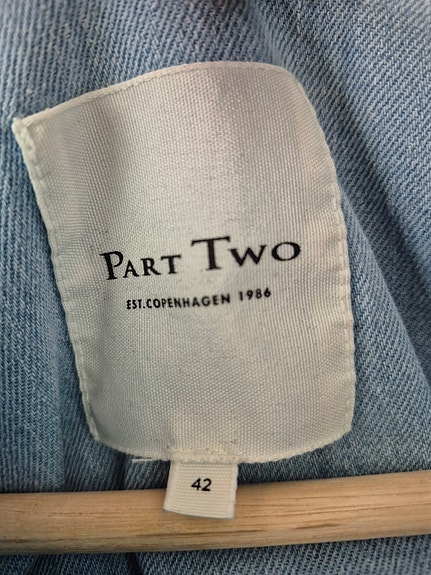 Part Two
EST.COPENHAGEN 1986
42